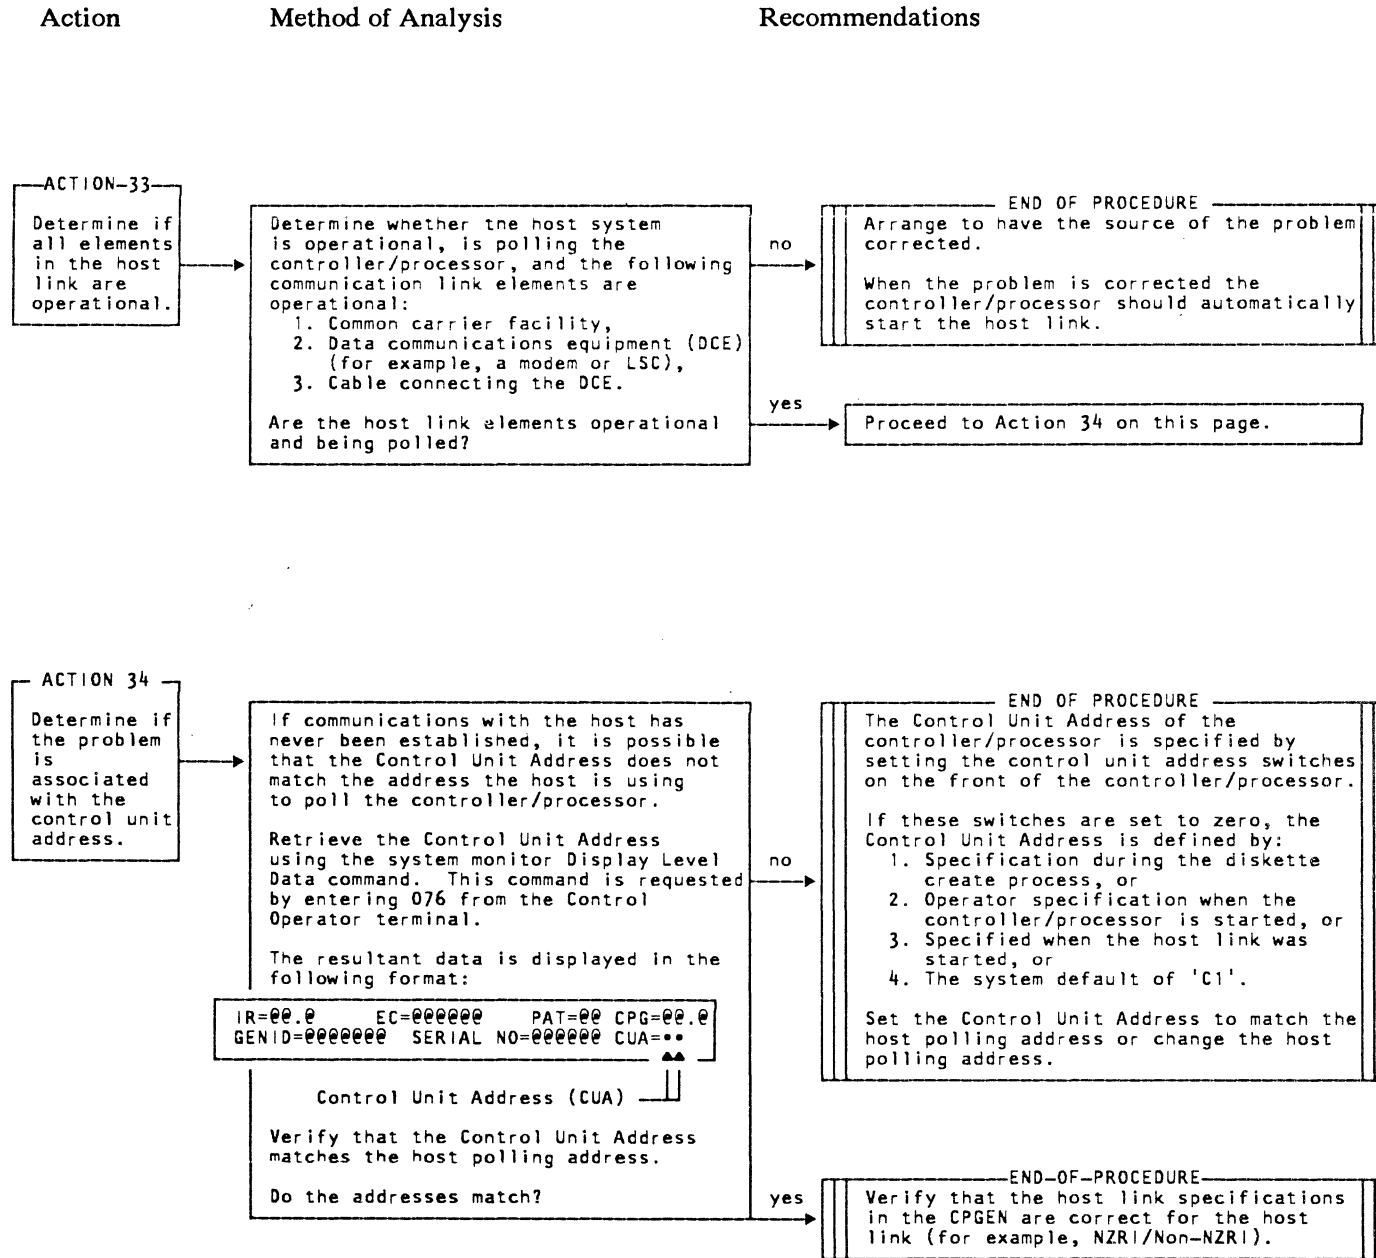 Action Method of Analysis Recommendations
ACTION-33
Determine if
all elements
in the host
link are
operational.
Determine whether tne host system
is operational, is polling the
controller/processor, and the following
communication link elements are
operational:
1. Common carrier facility,
2. Data communications equipment (DCE)
(for example, a modem or LSC),
3. Cable connecting the DCE.
Are the host link elements operational
and being polled?
no
END OF PROCEDURE
Arrange to have the source of the problem
corrected.
When the problem is corrected the
controller/processor should automatically
start the host link.
yes
Proceed to Action 34 on this page.
ACTION 34
Determine if
the problem
is
associated
with the
control unit
address.
If communications with the host has
never been established, it is possible
that the Control Unit Address does not
match the address the host is using
to poll the controller/processor.
Retrieve the Control Unit Address
using the system monitor Display Level
Data command. This command is requested
by entering 076 from the Control
Operator terminal.
The resultant data is displayed in the
following format:
IR=@@.@ EC=@@@@@@ PAT=@@ CPG=@@.@
GENID=@@@@@@@ SERIAL NO=@@@@@@ CUA=••
Control Unit Address (CUA)
Verify that the Control Unit Address
matches the host polling address.
Do the addresses match?
no
END OF PROCEDURE
The Control Unit Address of the
controller/processor is specified by
setting the control unit address switches
on the front of the controller/processor.
If these switches are set to zero, the
Control Unit Address is defined by:
1. Specification during the diskette
create process, or
2. Operator specification when the
controller/processor is started, or
3. Specified when the host link was
started, or
4. The system default of 'C1'.
Set the Control Unit Address to match the
host polling address or change the host
polling address.
yes
END-OF-PROCEDURE
Verify that the host link specifications
in the CPGEN are correct for the host
link (for example, NZRI/Non-NZRI).